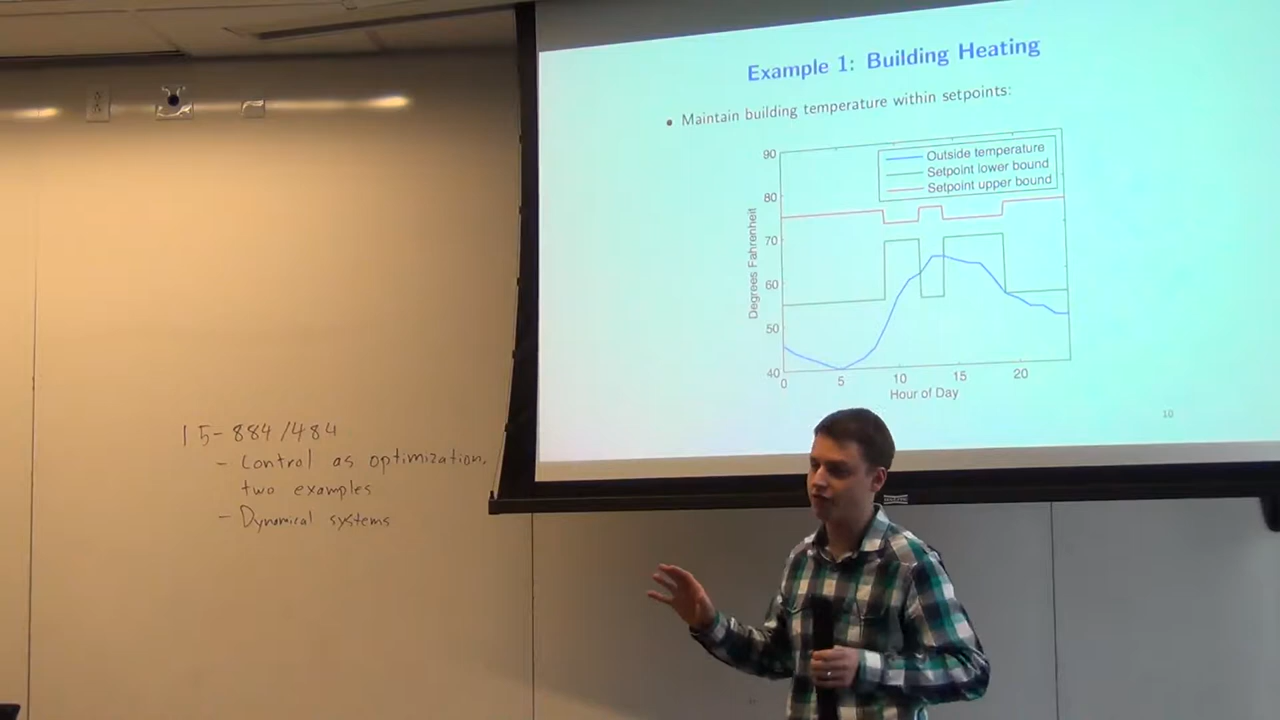 Example 1: Building Heating
• Maintain building temperature within setpoints:
90
80
70
60
50
40
Degrees Fahrenheit
Outside temperature
Setpoint lower bound
Setpoint upper bound
0 5 10 15 20
Hour of Day
10
15-884/484
- Control as optimization,
two examples
- Dynamical systems